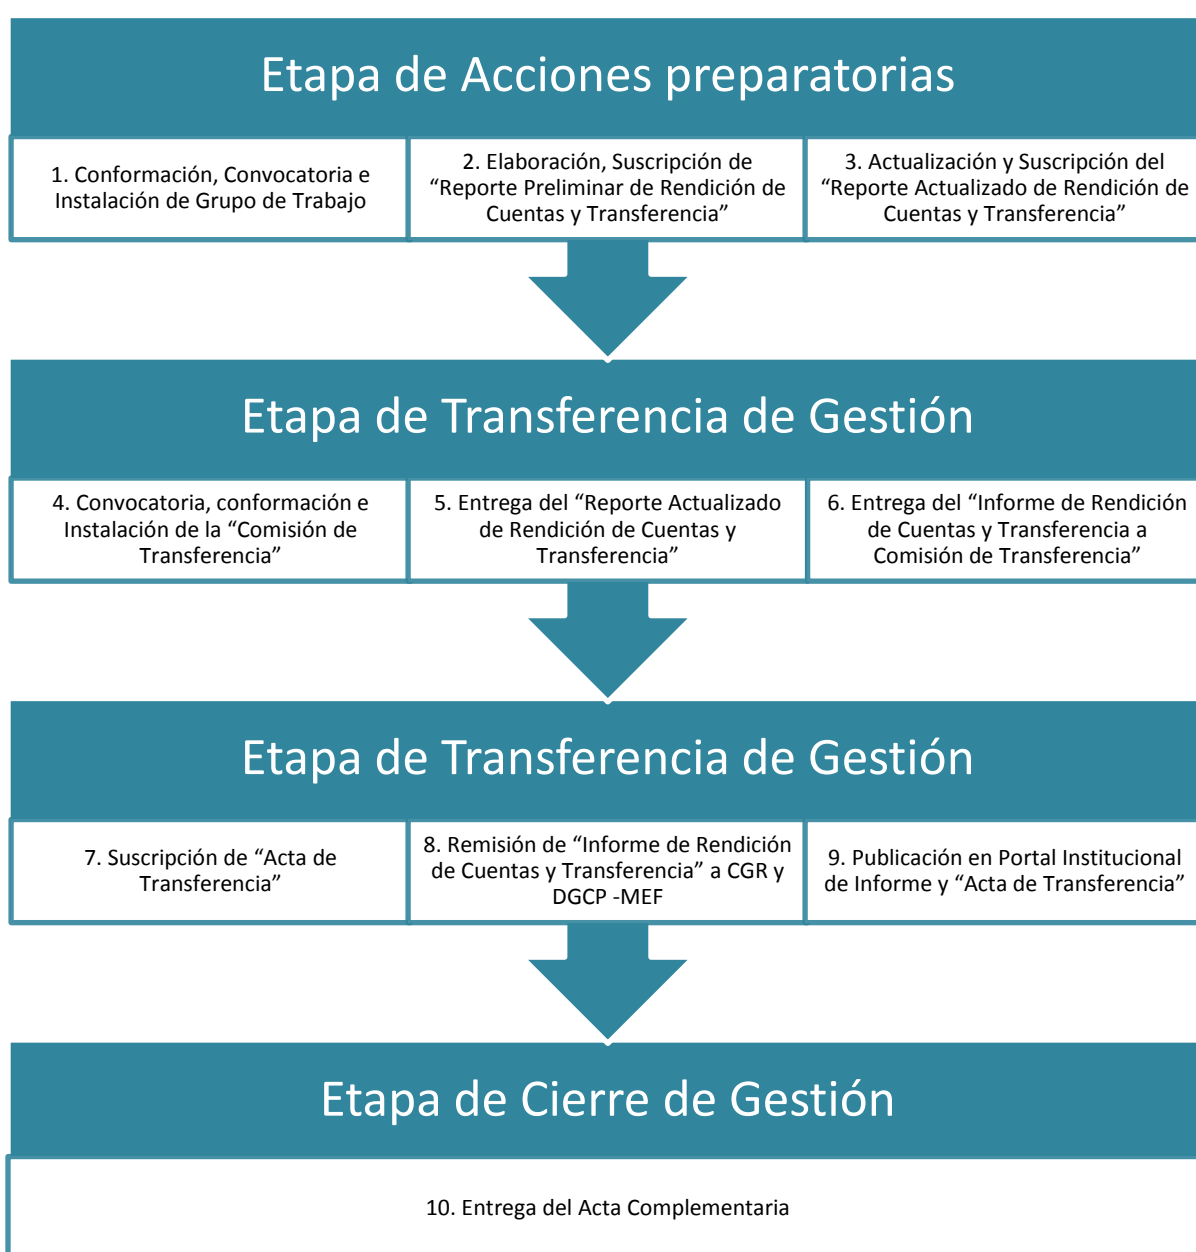 Etapa de Acciones preparatorias
1. Conformación, Convocatoria e
Instalación de Grupo de Trabajo
2. Elaboración, Suscripción de
“Reporte Preliminar de Rendición de
Cuentas y Transferencia”
3. Actualización y Suscripción del
“Reporte Actualizado de Rendición de
Cuentas y Transferencia”
Etapa de Transferencia de Gestión
4. Convocatoria, conformación e
Instalación de la “Comisión de
Transferencia”
5. Entrega del “Reporte Actualizado
de Rendición de Cuentas y
Transferencia”
6. Entrega del “Informe de Rendición
de Cuentas y Transferencia a
Comisión de Transferencia”
Etapa de Transferencia de Gestión
7. Suscripción de “Acta de
Transferencia”
8. Remisión de “Informe de Rendición
de Cuentas y Transferencia” a CGR y
DGCP -MEF
9. Publicación en Portal Institucional
de Informe y “Acta de Transferencia”
Etapa de Cierre de Gestión
10. Entrega del Acta Complementaria